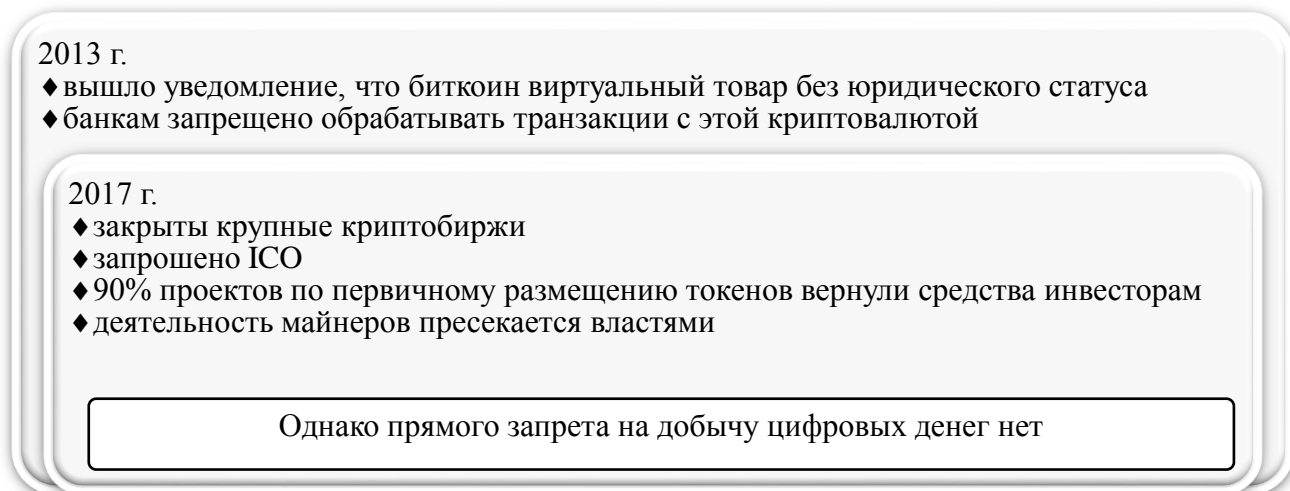 2013 г.
♦вышло уведомление, что биткоин виртуальный товар без юридического статуса
♦банкам запрещено обрабатывать транзакции с этой криптовалютой
2017 г.
♦закрыты крупные криптобиржи
♦запрошено ICO
♦90% проектов по первичному размещению токенов вернули средства инвесторам
♦деятельность майнеров пресекается властями
Однако прямого запрета на добычу цифровых денег нет